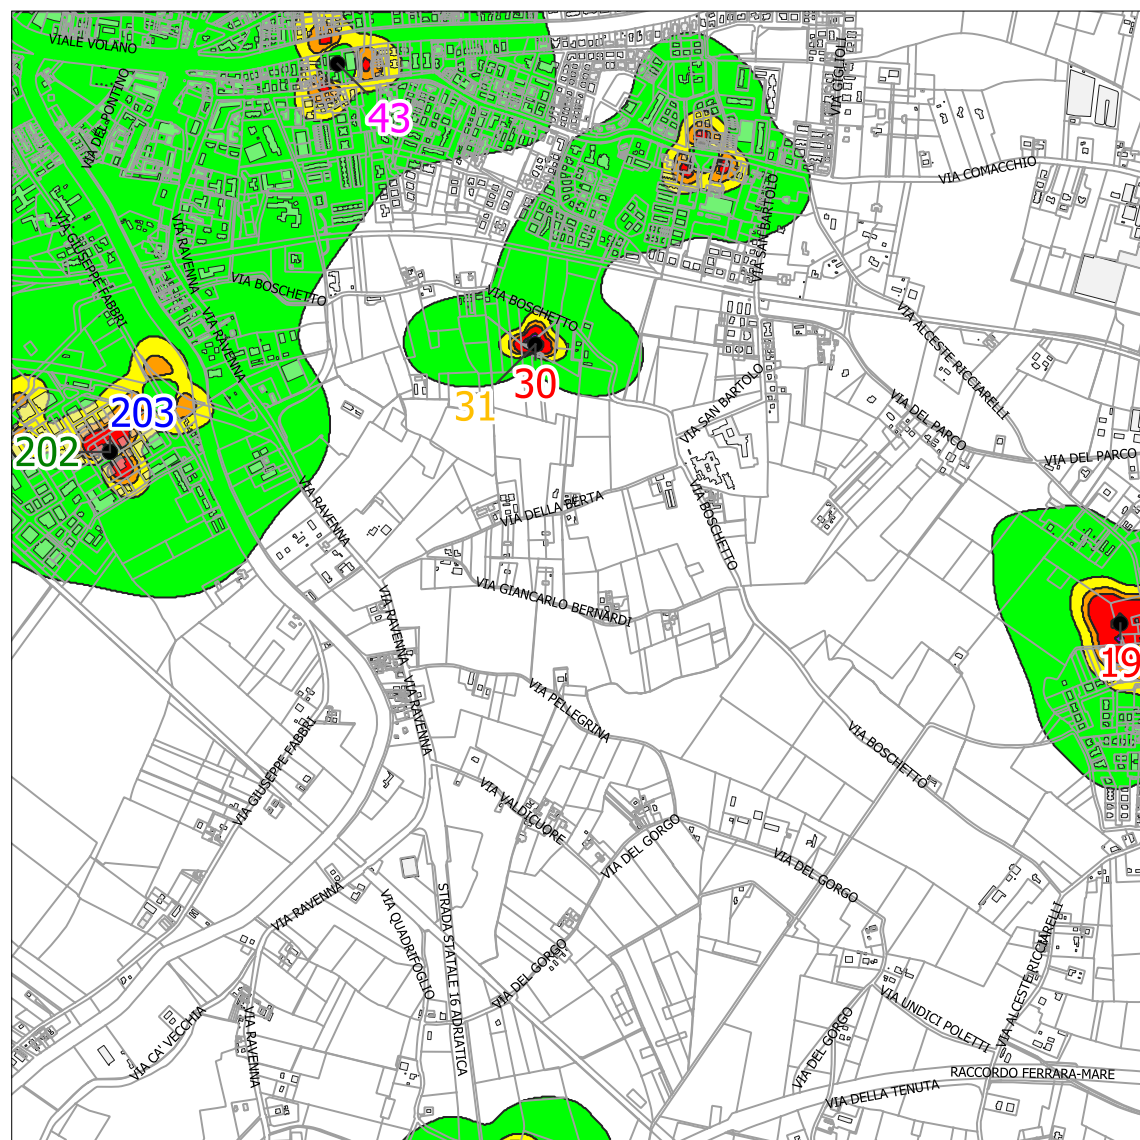 VIALE VOLANO
VIA DEL PONTINO
43
VIA GIGLIOLI
VIA COMACCHIO
VIA SAN BARTOLO
VIA GIUSEPPE FABBRI
VIA RAVENNA
VIA BOSCHETTO
VIA BOSCHETTO
VIA RAVENNA
VIA ALCESTE RICCIARELLI
30
31
203
202
VIA SAN BARTOLO
VIA DEL PARCO
VIA DEL PARCO
VIA RAVENNA
VIA DELLA BERTA
VIA BOSCHETTO
VIA GIANCARLO BERNARDI
VIA RAVENNA
19
VIA RAVENNA
VIA PELLEGRINA
VIA GIUSEPPE FABBRI
VIA BOSCHETTO
VIA VALDICUORE
VIA DEL GORGO
VIA DEL GORGO
VIA RAVENNA
VIA QUADRIFOGLIO
STRADA STATALE 16 ADRIATICA
VIA DEL GORGO
VIA ALCESTE RICCIARELLI
VIA UNDICI POLETTI
VIA CA' VECCHIA
VIA RAVENNA
VIA DEL GORGO
RACCORDO FERRARA-MARE
VIA DELLA TENUTA